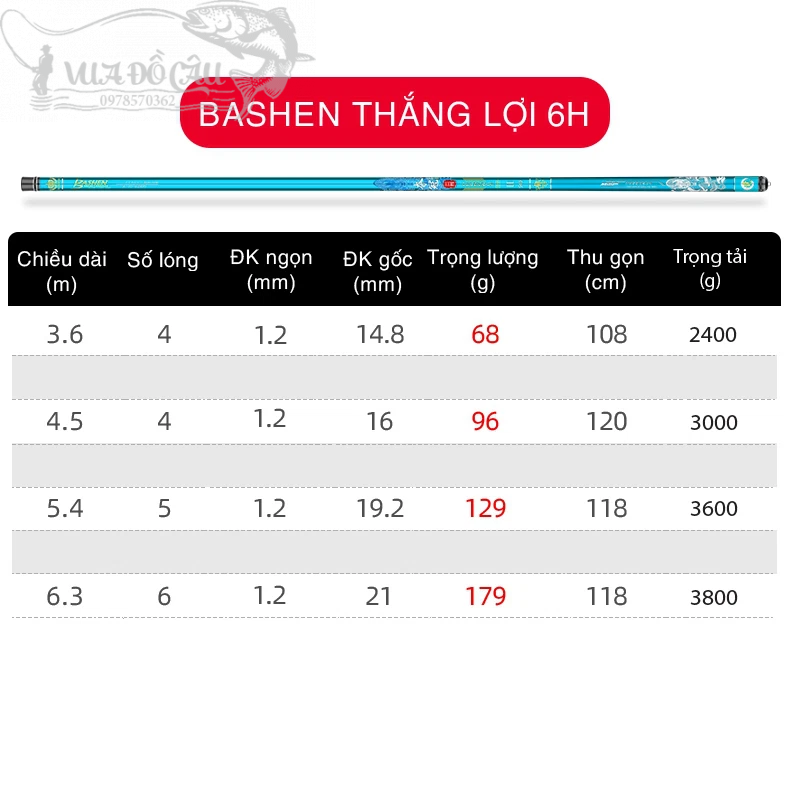 VUA ĐỒ CÂU
0978570362
BASHEN THẮNG LỢI 6H
BASHEN
Chiều dài (m) Số lóng ĐK ngọn (mm) ĐK gốc (mm) Trọng lượng (g) Thu gọn (cm) Trọng tải (g)
3.6 4 1.2 14.8 68 108 2400
4.5 4 1.2 16 96 120 3000
5.4 5 1.2 19.2 129 118 3600
6.3 6 1.2 21 179 118 3800